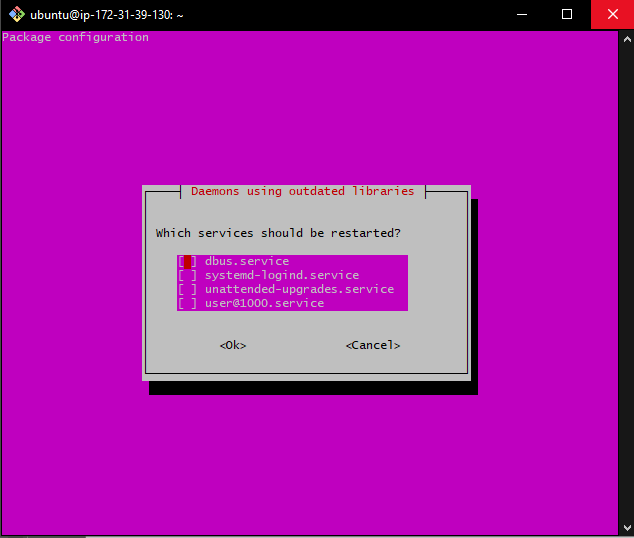 ubuntu@ip-172-31-39-130: ~
Package configuration
Daemons using outdated libraries
Which services should be restarted?
[ ] dbus.service
[ ] systemd-logind.service
[ ] unattended-upgrades.service
[ ] user@1000.service
<Ok> <Cancel>